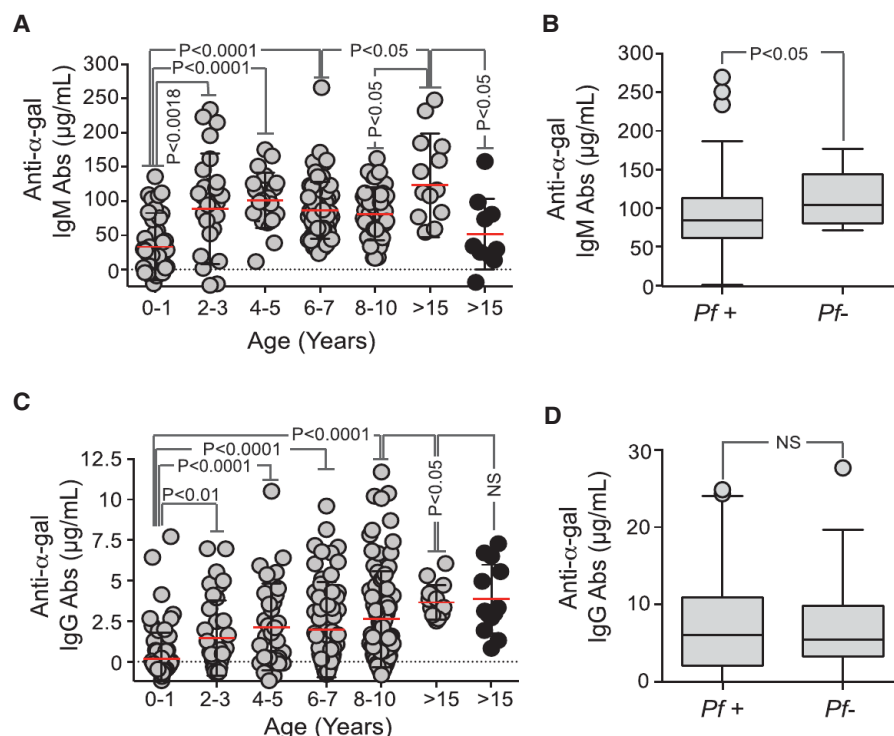 A
P<0.0001
P<0.05
P<0.0001
P<0.0018
P<0.05
P<0.05
Anti-α-gal
IgM Abs (µg/mL)
300
250
200
150
100
50
0
0-1 2-3 4-5 6-7 8-10 >15 >15
Age (Years)
B
P<0.05
Anti-α-gal
IgM Abs (µg/mL)
300
250
200
150
100
50
0
Pf + Pf-
C
P<0.0001
P<0.0001
P<0.0001
P<0.01
P<0.05
NS
Anti-α-gal
IgG Abs (µg/mL)
12.5
10
7.5
5
2.5
0
0-1 2-3 4-5 6-7 8-10 >15 >15
Age (Years)
D
NS
Anti-α-gal
IgG Abs (µg/mL)
30
20
10
0
Pf + Pf-